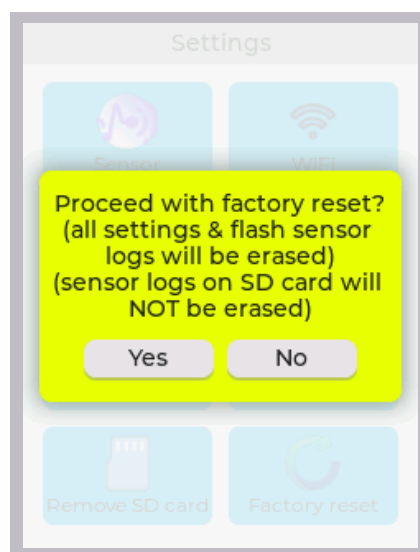 Settings
Sensor
WiFi
Proceed with factory reset?
(all settings & flash sensor
logs will be erased)
(sensor logs on SD card will
NOT be erased)
Yes
No
Remove SD card
Factory reset